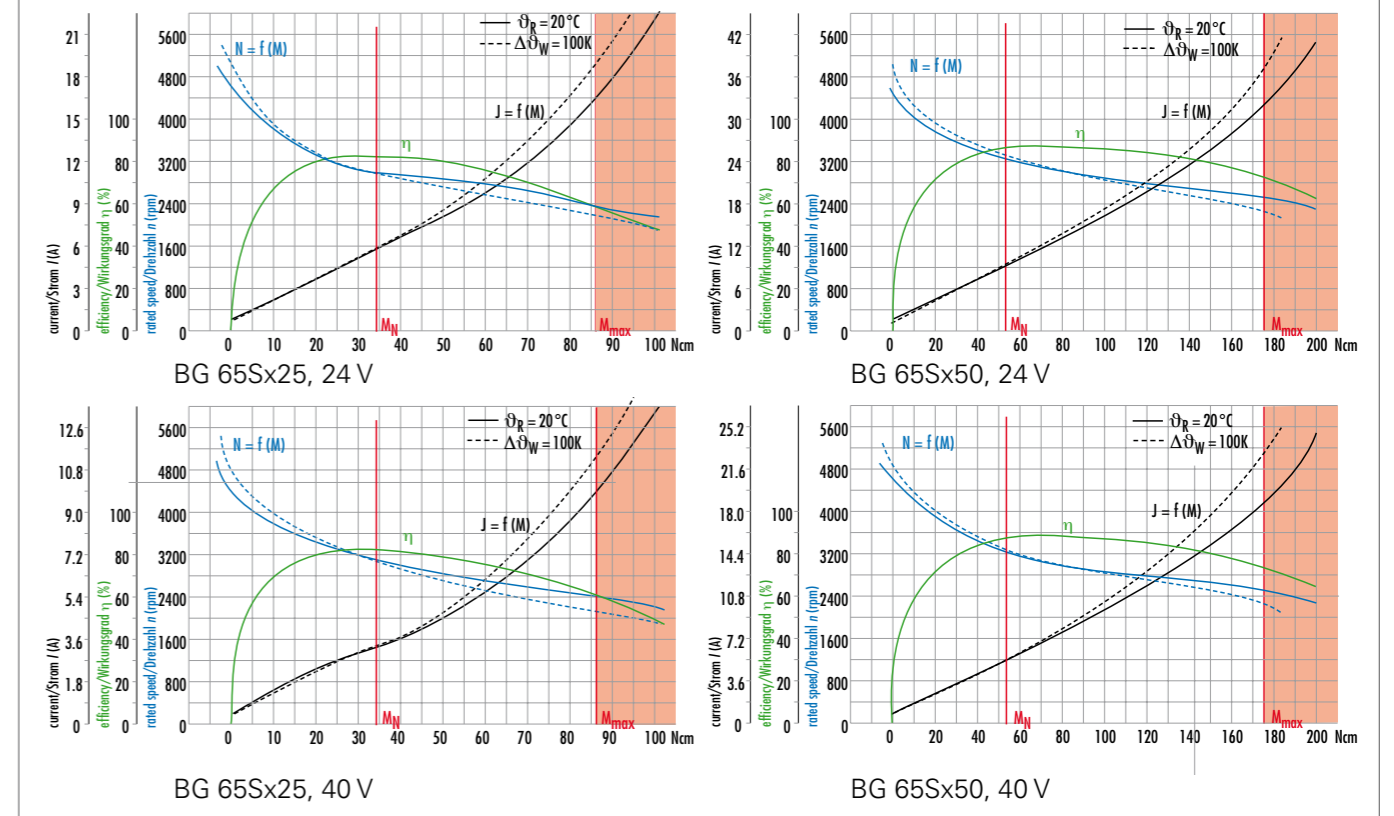 21
18
15
12
9
6
3
0
current/Strom I (A)
100
80
60
40
20
0
efficiency/Wirkungsgrad η (%)
5600
4800
4000
3200
2400
1600
800
0
rated speed/Drehzahl n (rpm)
N = f (M)
ϑR = 20°C
ΔϑW = 100K
J = f (M)
η
MN
Mmax
0 10 20 30 40 50 60 70 80 90 100 Ncm
BG 65Sx25, 24 V
42
36
30
24
18
12
6
0
current/Strom I (A)
100
80
60
40
20
0
efficiency/Wirkungsgrad η (%)
5600
4800
4000
3200
2400
1600
800
0
rated speed/Drehzahl n (rpm)
N = f (M)
ϑR = 20°C
ΔϑW = 100K
J = f (M)
η
MN
Mmax
0 20 40 60 80 100 120 140 160 180 200 Ncm
BG 65Sx50, 24 V
12.6
10.8
9.0
7.2
5.4
3.6
1.8
0
current/Strom I (A)
100
80
60
40
20
0
efficiency/Wirkungsgrad η (%)
5600
4800
4000
3200
2400
1600
800
0
rated speed/Drehzahl n (rpm)
N = f (M)
ϑR = 20°C
ΔϑW = 100K
J = f (M)
η
MN
Mmax
0 10 20 30 40 50 60 70 80 90 100 Ncm
BG 65Sx25, 40 V
25.2
21.6
18.0
14.4
10.8
7.2
3.6
0
current/Strom I (A)
100
80
60
40
20
0
efficiency/Wirkungsgrad η (%)
5600
4800
4000
3200
2400
1600
800
0
rated speed/Drehzahl n (rpm)
N = f (M)
ϑR = 20°C
ΔϑW = 100K
J = f (M)
η
MN
Mmax
0 20 40 60 80 100 120 140 160 180 200 Ncm
BG 65Sx50, 40 V